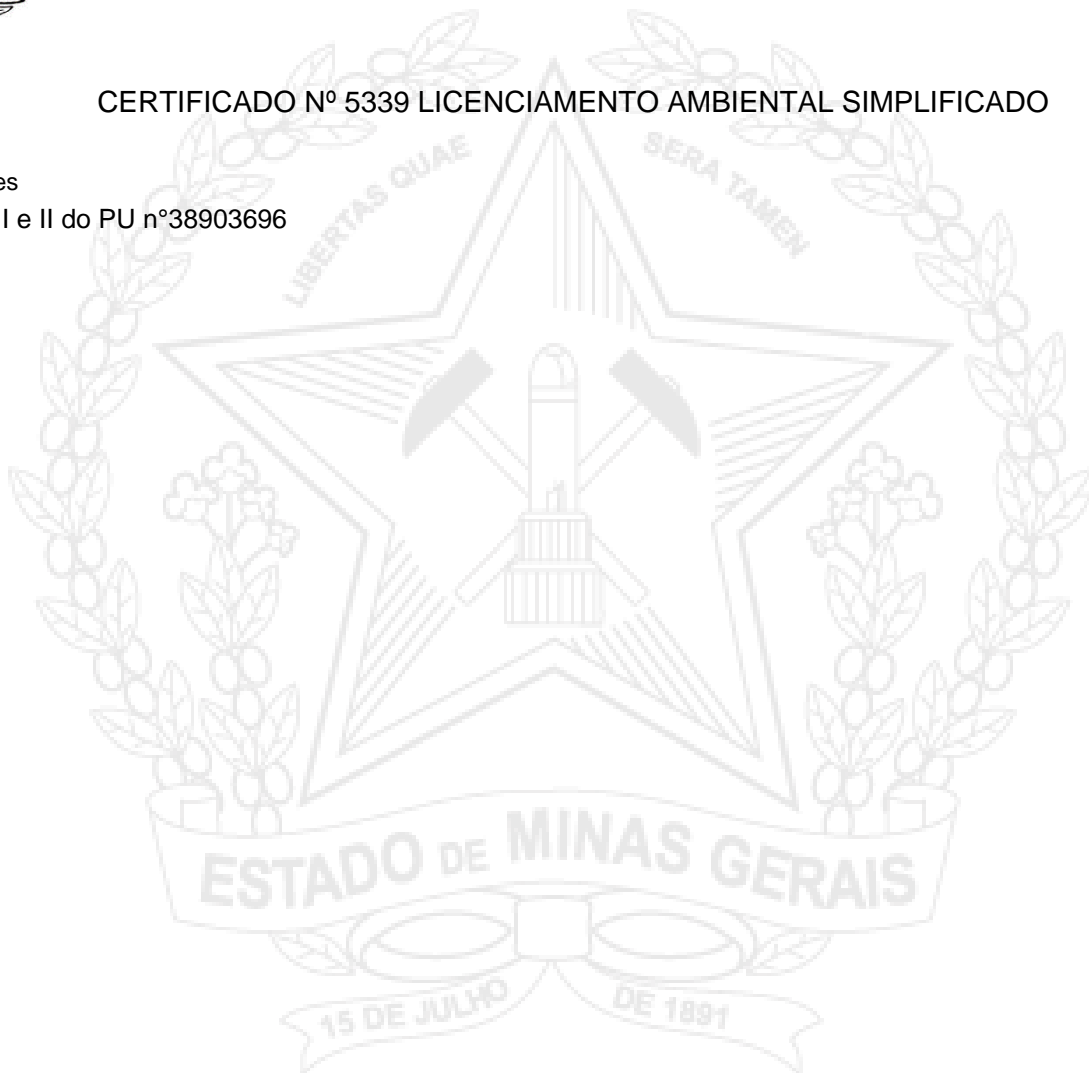 CERTIFICADO Nº 5339 LICENCIAMENTO AMBIENTAL SIMPLIFICADO
es
I e II do PU n°38903696
LIBERTAS QUAE SERA TAMEN
ESTADO DE MINAS GERAIS
15 DE JULHO DE 1891